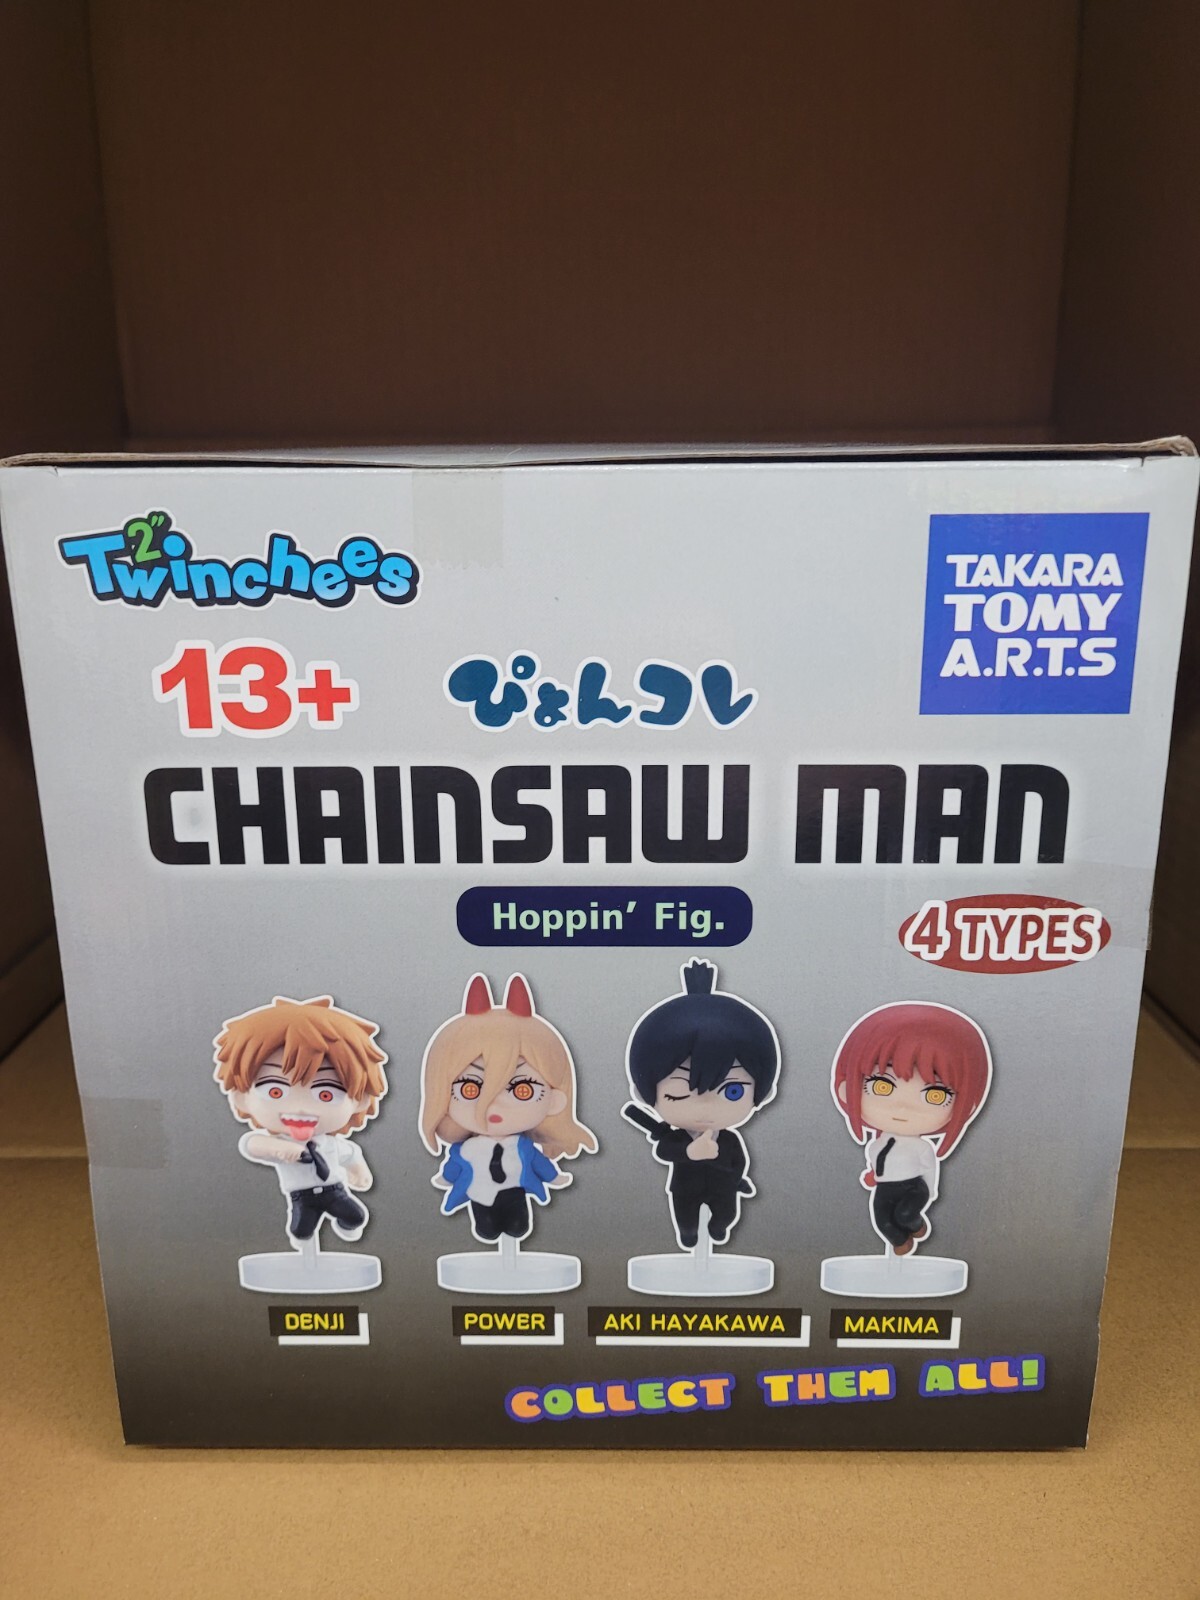 2" Twinchees
TAKARA
TOMY
A.R.T.S
13+
ぴょんコレ
CHAINSAW MAN
Hoppin' Fig.
4 TYPES
DENJI
POWER
AKI HAYAKAWA
MAKIMA
COLLECT THEM ALL!